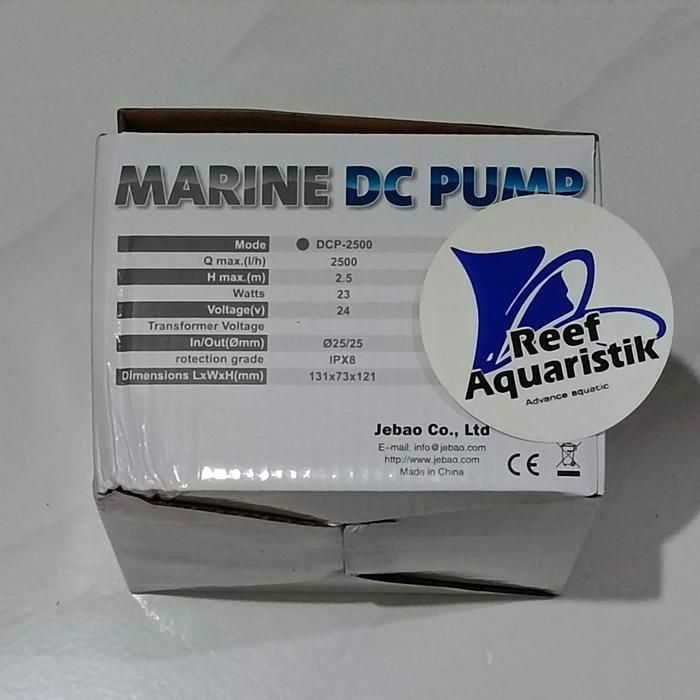 MARINE DC PUMP
Mode DCP-2500
Q max.(l/h) 2500
H max.(m) 2.5
Watts 23
Voltage(v) 24
Transformer Voltage
In/Out(Ømm) Ø25/25
rotection grade IPX8
Dimensions LxWxH(mm) 131x73x121
Reef
Aquaristik
Advance aquatic
Jebao Co., Ltd
E-mail: info@jebao.com
http://www.jebao.com
Made in China
CE